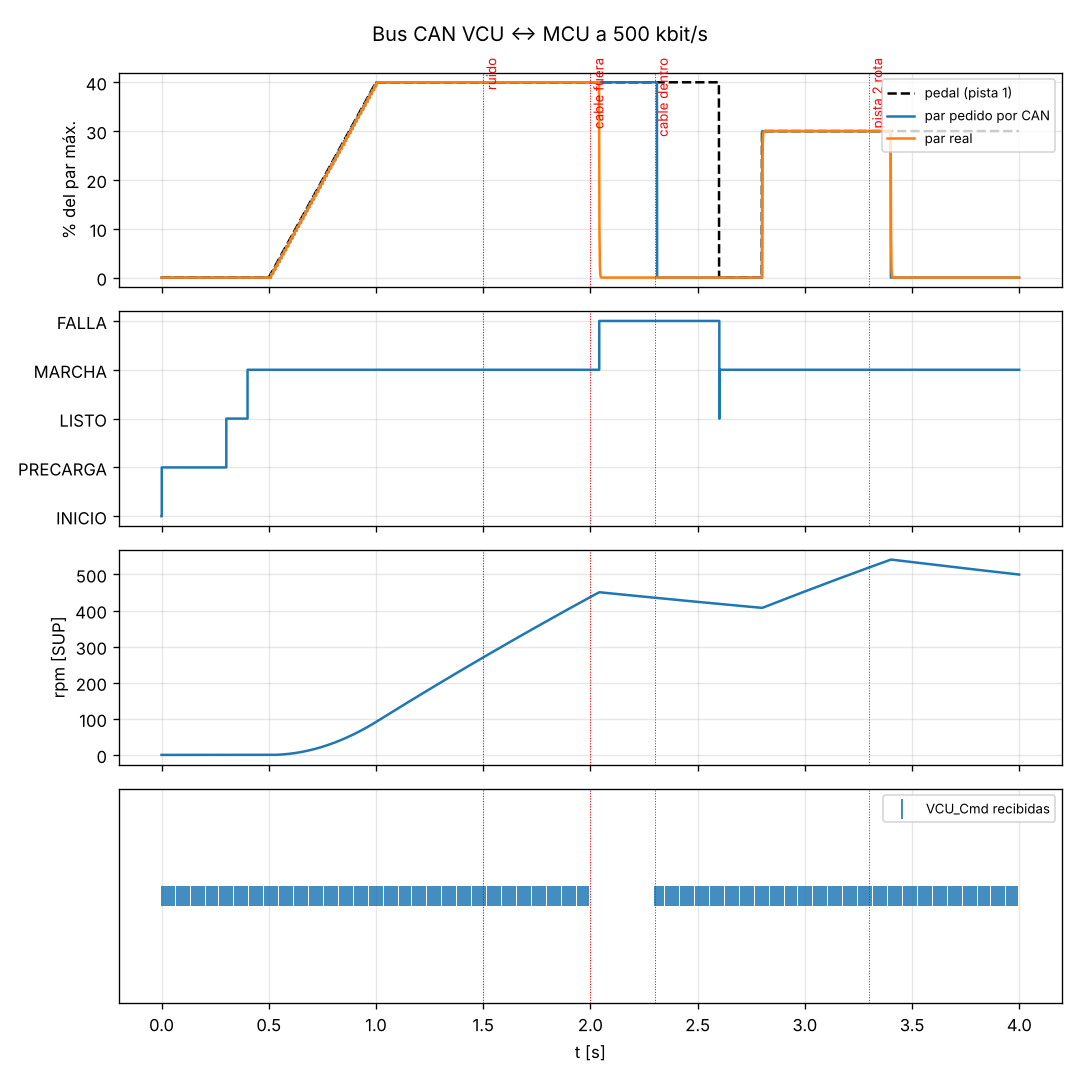 Bus CAN VCU ↔ MCU a 500 kbit/s
ruido
cable fuera
cable dentro
pista 2 rota
pedal (pista 1)
par pedido por CAN
par real
% del par máx.
40
30
20
10
0
FALLA
MARCHA
LISTO
PRECARGA
INICIO
rpm [SUP]
500
400
300
200
100
0
VCU_Cmd recibidas
0.0 0.5 1.0 1.5 2.0 2.5 3.0 3.5 4.0
t [s]